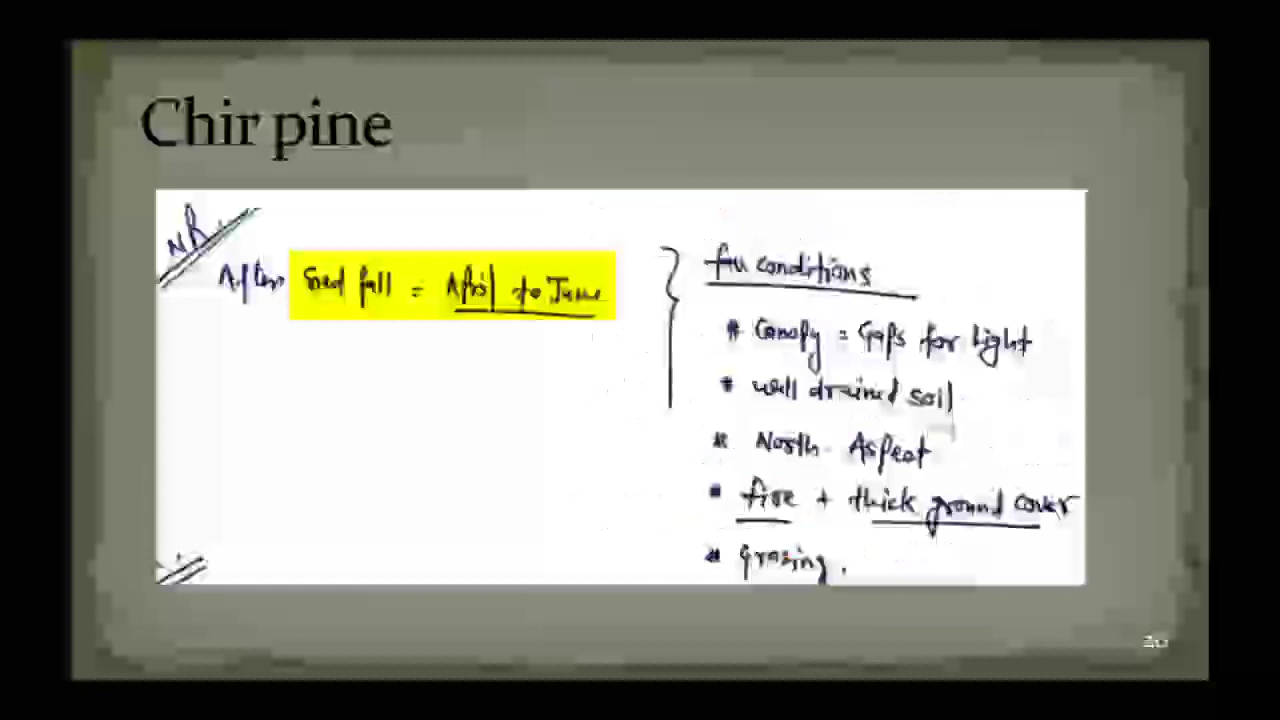 Chir pine
NR
After Seed fall = April to June
fav conditions
* Canopy = Gaps for light
* well drained soil
* North Aspect
* fire + thick ground cover
* Grazing.